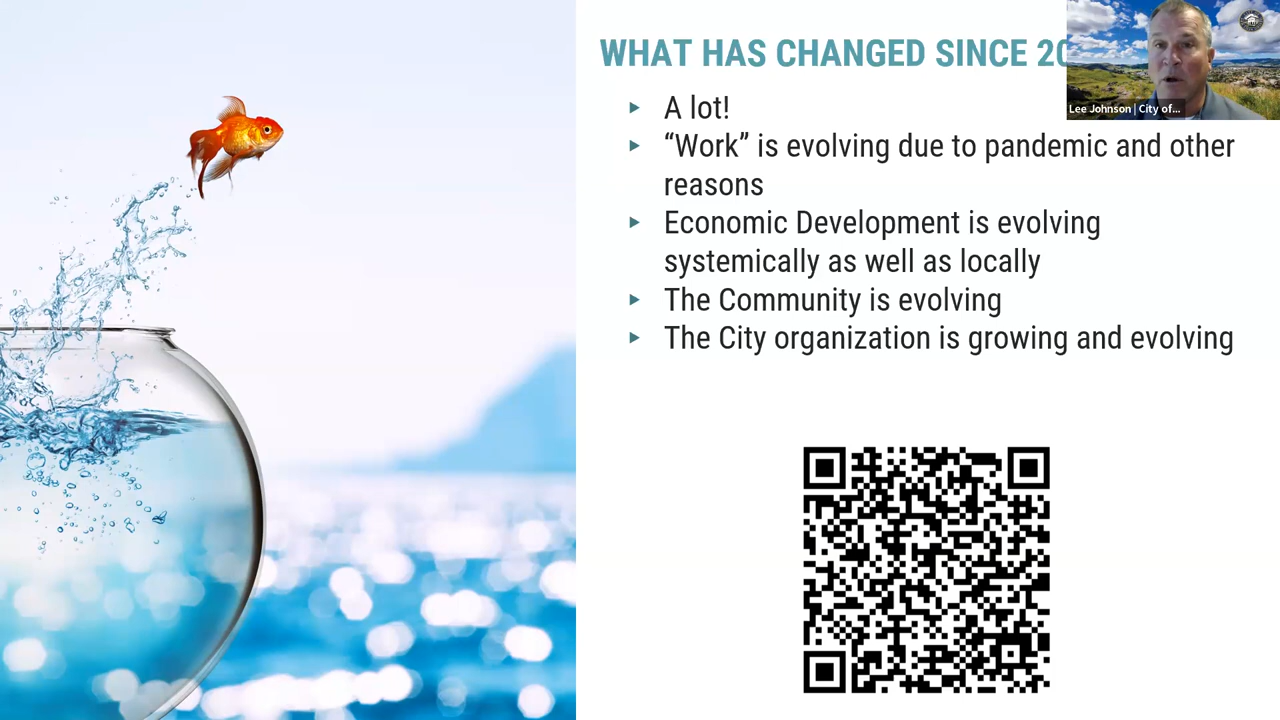 WHAT HAS CHANGED SINCE
A lot!
“Work” is evolving due to pandemic and other
reasons
Economic Development is evolving
systemically as well as locally
The Community is evolving
The City organization is growing and evolving
Lee Johnson | City of...